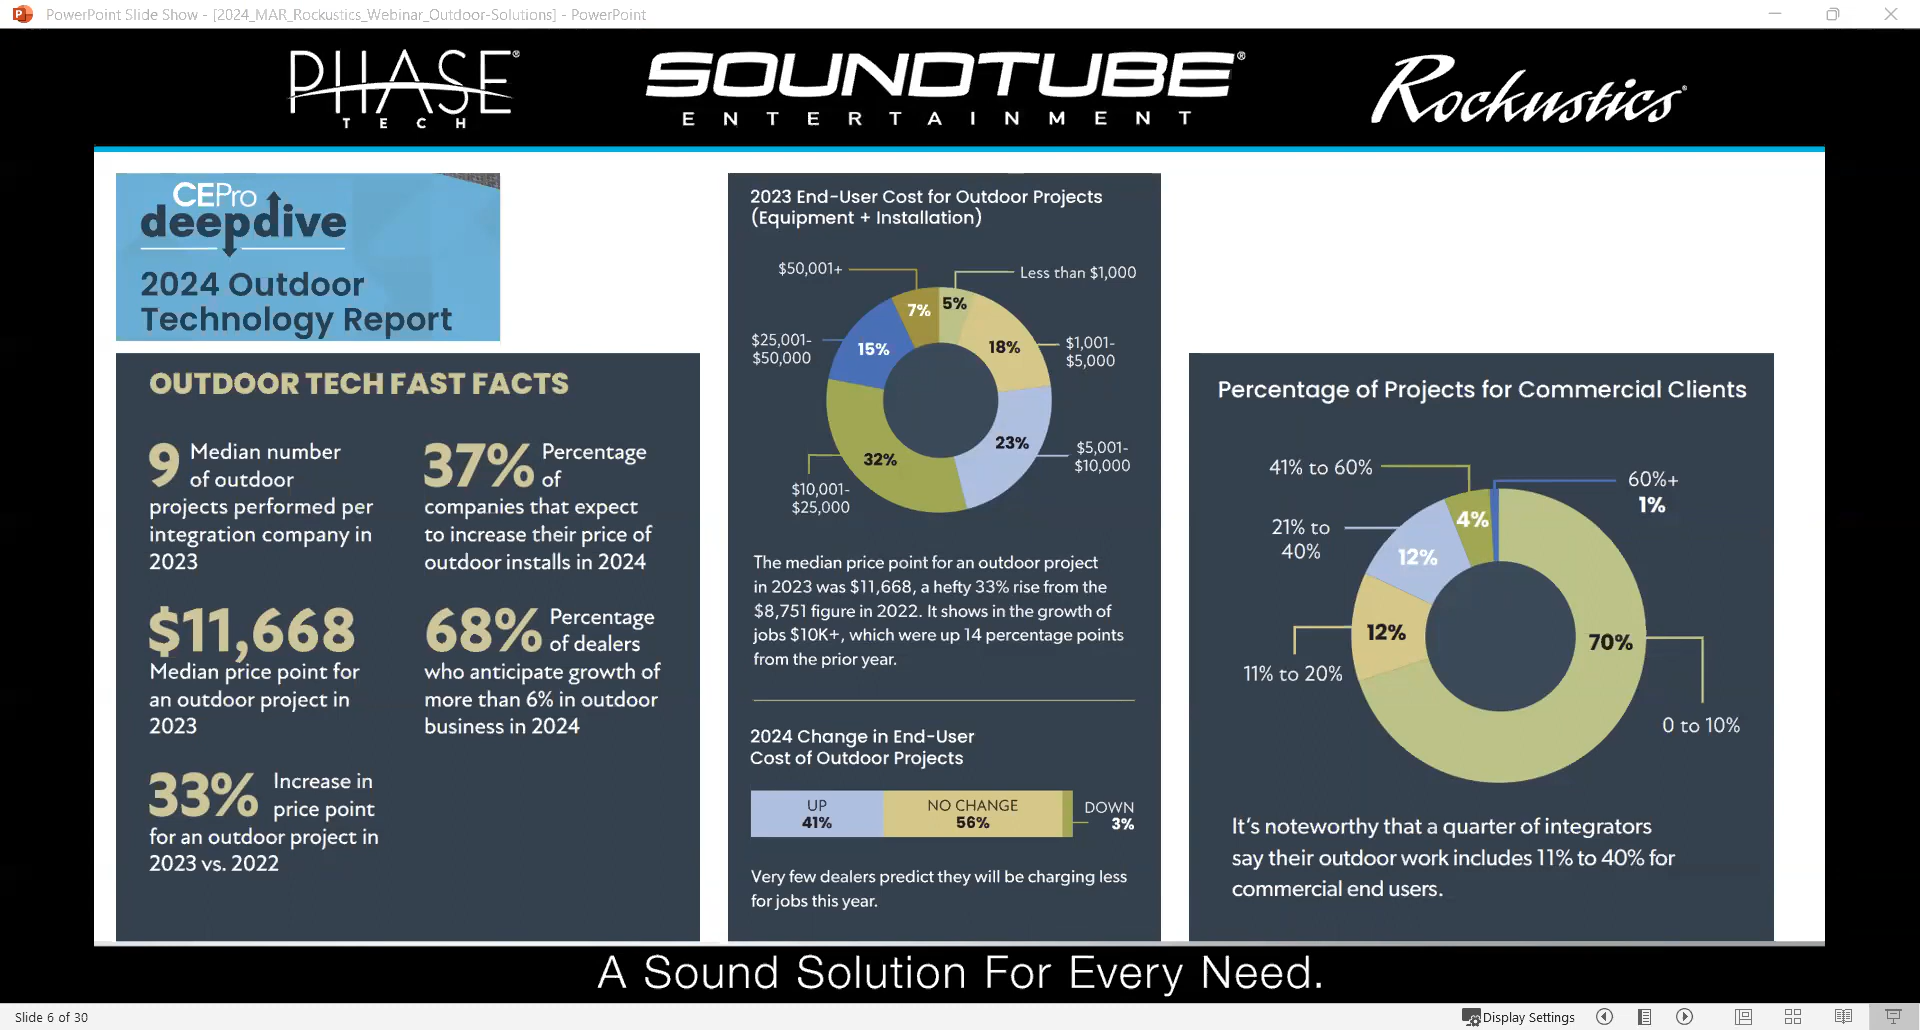 PowerPoint Slide Show - [2024_MAR_Rockustics_Webinar_Outdoor-Solutions] - PowerPoint
PHASE®
TECH
SOUNDTUBE®
ENTERTAINMENT
Rockustics®
CEPro
deepdive
2024 Outdoor
Technology Report
OUTDOOR TECH FAST FACTS
9 Median number
of outdoor
projects performed per
integration company in
2023
$11,668
Median price point for
an outdoor project in
2023
33% Increase in
price point
for an outdoor project in
2023 vs. 2022
37% Percentage
of
companies that expect
to increase their price of
outdoor installs in 2024
68% Percentage
of dealers
who anticipate growth of
more than 6% in outdoor
business in 2024
2023 End-User Cost for Outdoor Projects
(Equipment + Installation)
$50,001+
Less than $1,000
7%
5%
$25,001-
$50,000
15%
18%
$1,001-
$5,000
23%
$5,001-
$10,000
32%
$10,001-
$25,000
The median price point for an outdoor project
in 2023 was $11,668, a hefty 33% rise from the
$8,751 figure in 2022. It shows in the growth of
jobs $10K+, which were up 14 percentage points
from the prior year.
2024 Change in End-User
Cost of Outdoor Projects
UP
41%
NO CHANGE
56%
DOWN
3%
Very few dealers predict they will be charging less
for jobs this year.
Percentage of Projects for Commercial Clients
41% to 60%
60%+
1%
4%
21% to
40%
12%
12%
11% to 20%
70%
0 to 10%
It's noteworthy that a quarter of integrators
say their outdoor work includes 11% to 40% for
commercial end users.
A Sound Solution For Every Need.
Slide 6 of 30
Display Settings